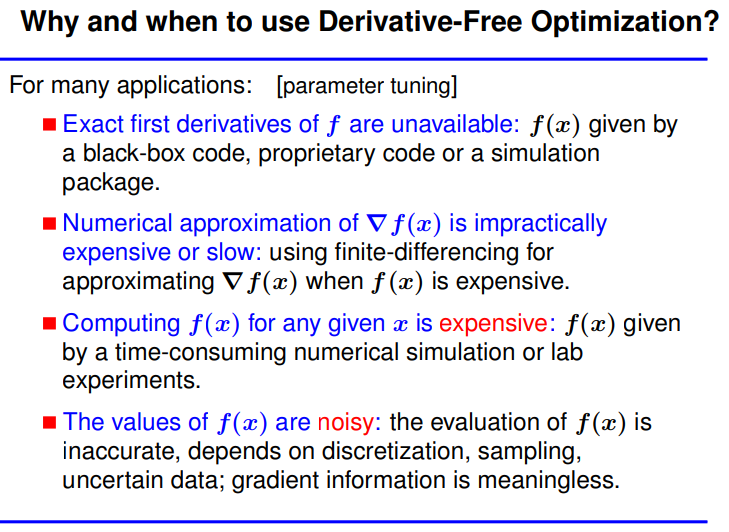 Why and when to use Derivative-Free Optimization?
For many applications: [parameter tuning]
Exact first derivatives of f are unavailable: f(x) given by
a black-box code, proprietary code or a simulation
package.
Numerical approximation of ∇f(x) is impractically
expensive or slow: using finite-differencing for
approximating ∇f(x) when f(x) is expensive.
Computing f(x) for any given x is expensive: f(x) given
by a time-consuming numerical simulation or lab
experiments.
The values of f(x) are noisy: the evaluation of f(x) is
inaccurate, depends on discretization, sampling,
uncertain data; gradient information is meaningless.